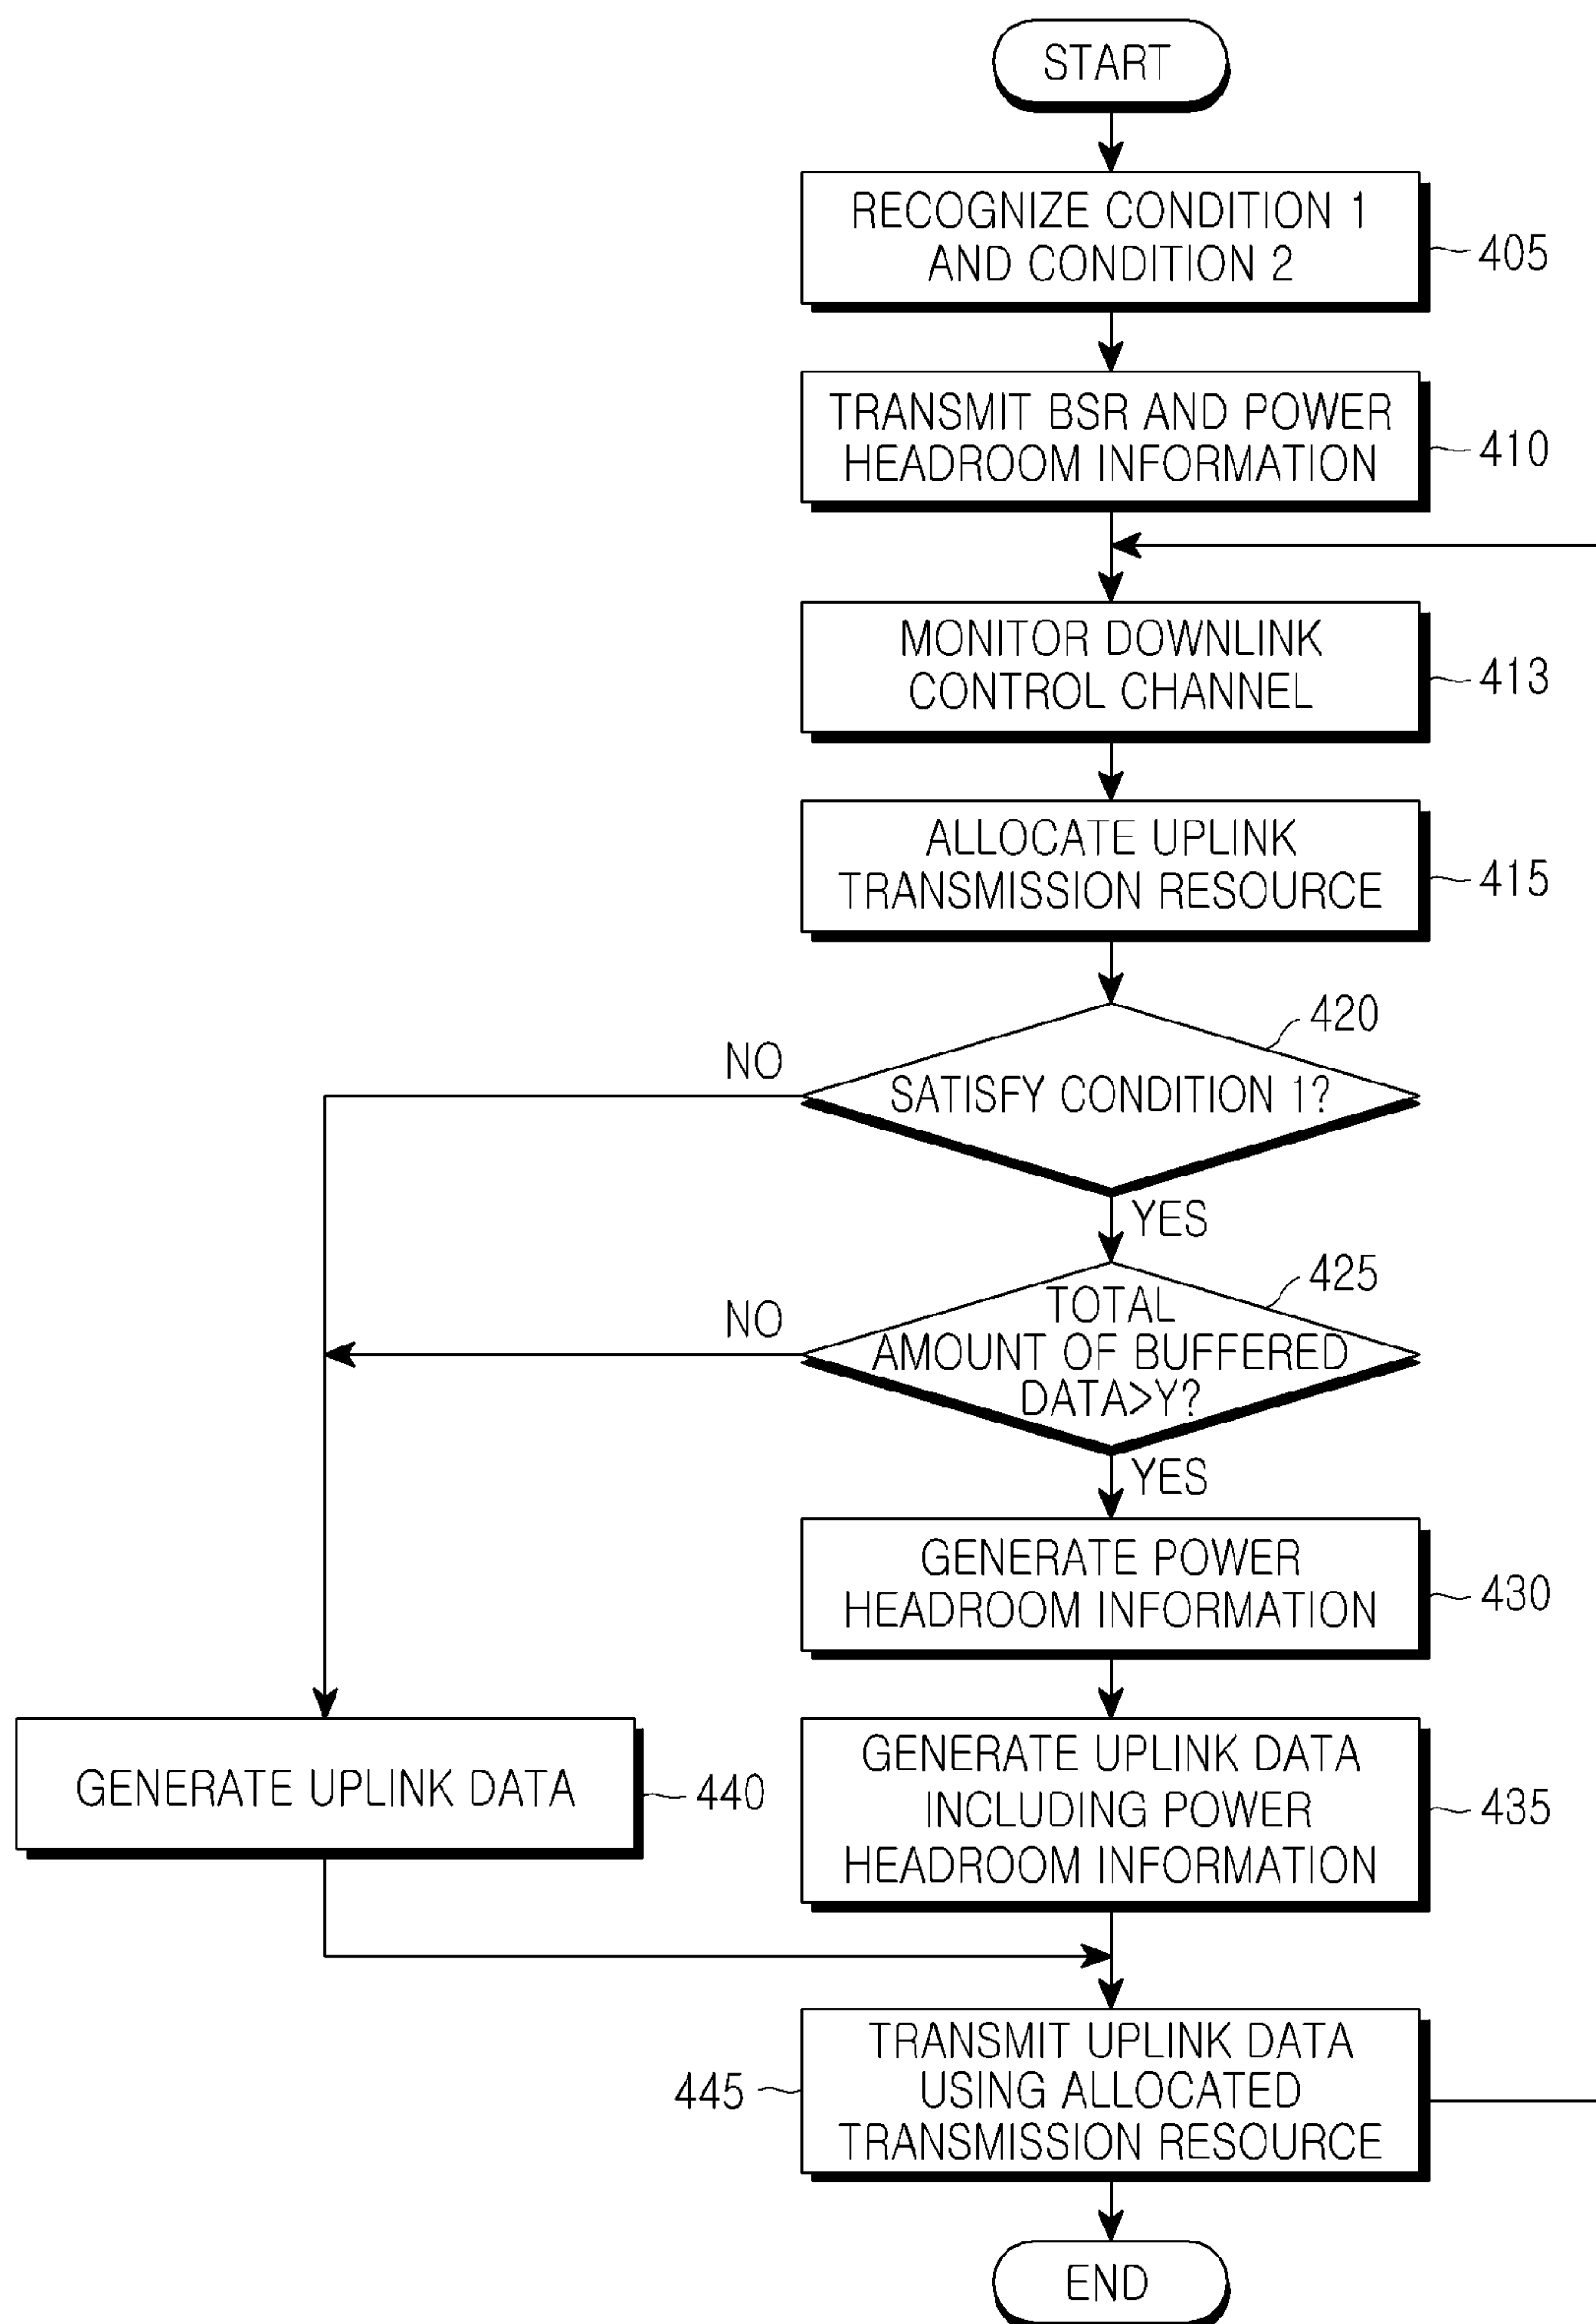 START
RECOGNIZE CONDITION 1
AND CONDITION 2
405
TRANSMIT BSR AND POWER
HEADROOM INFORMATION
410
MONITOR DOWNLINK
CONTROL CHANNEL
413
ALLOCATE UPLINK
TRANSMISSION RESOURCE
415
420
NO
SATISFY CONDITION 1?
YES
425
NO
TOTAL
AMOUNT OF BUFFERED
DATA>Y?
YES
GENERATE POWER
HEADROOM INFORMATION
430
GENERATE UPLINK DATA
440
GENERATE UPLINK DATA
INCLUDING POWER
HEADROOM INFORMATION
435
TRANSMIT UPLINK DATA
USING ALLOCATED
TRANSMISSION RESOURCE
445
END